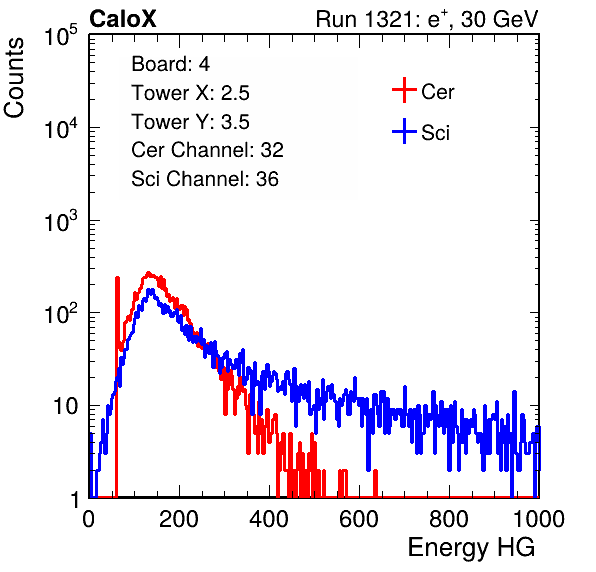 CaloX Run 1321: e⁺, 30 GeV
Counts
10⁵
10⁴
10³
10²
10
1
Board: 4
Tower X: 2.5
Tower Y: 3.5
Cer Channel: 32
Sci Channel: 36
Cer
Sci
0 200 400 600 800 1000
Energy HG